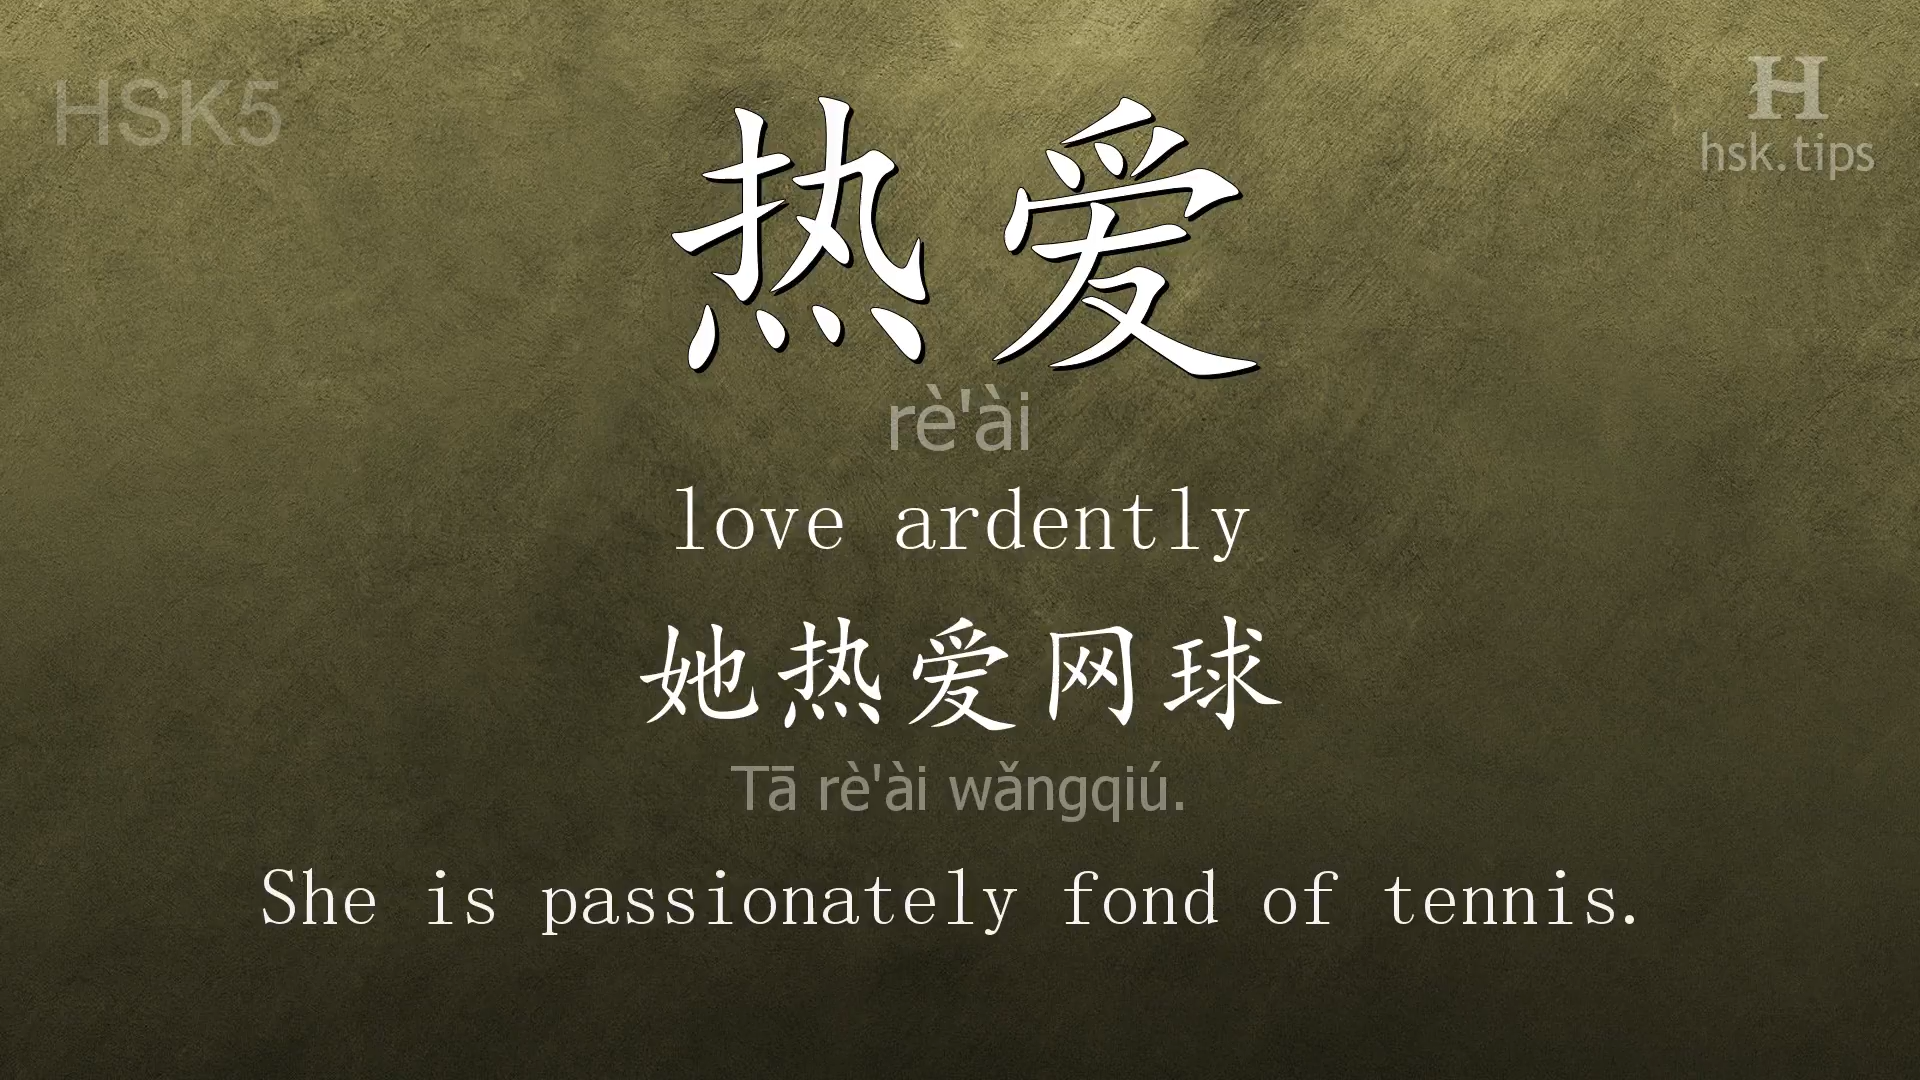 HSK5
H
hsk.tips
热爱
rè'ài
love ardently
她热爱网球
Tā rè'ài wǎngqiú.
She is passionately fond of tennis.